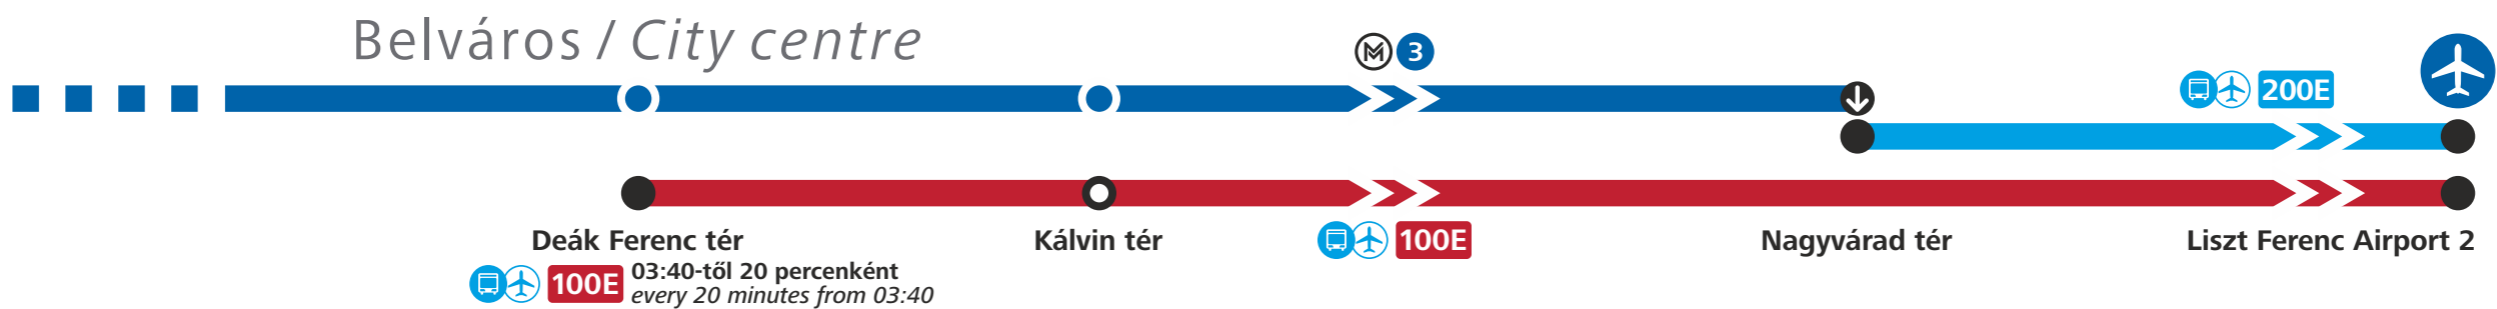 Belváros / City centre
M 3
200E
Deák Ferenc tér
Kálvin tér
100E
Nagyvárad tér
Liszt Ferenc Airport 2
100E
03:40-től 20 percenként
every 20 minutes from 03:40